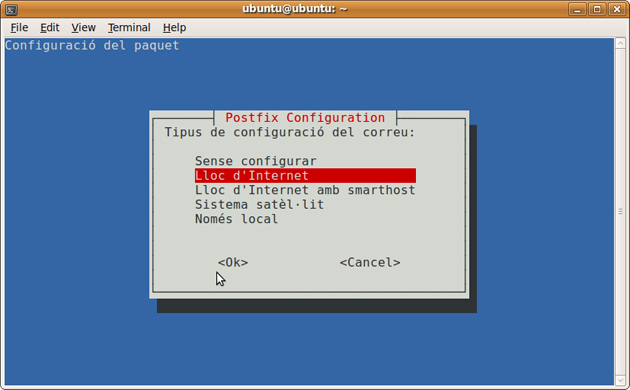 ubuntu@ubuntu: ~
File Edit View Terminal Help
Configuració del paquet
Postfix Configuration
Tipus de configuració del correu:
Sense configurar
Lloc d'Internet
Lloc d'Internet amb smarthost
Sistema satèl·lit
Només local
<Ok> <Cancel>